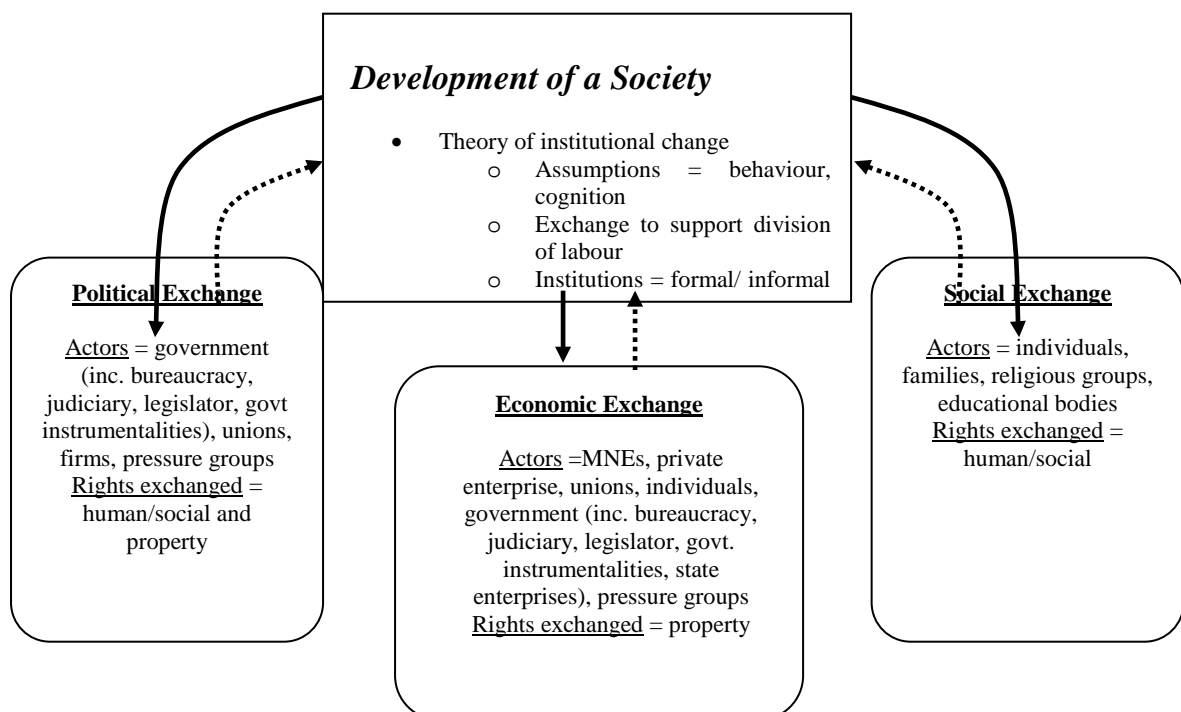 Development of a Society
• Theory of institutional change
o Assumptions = behaviour,
cognition
o Exchange to support division
of labour
o Institutions = formal/ informal
Political Exchange
Actors = government
(inc. bureaucracy,
judiciary, legislator, govt
instrumentalities), unions,
firms, pressure groups
Rights exchanged =
human/social and
property
Economic Exchange
Actors =MNEs, private
enterprise, unions, individuals,
government (inc. bureaucracy,
judiciary, legislator, govt.
instrumentalities, state
enterprises), pressure groups
Rights exchanged = property
Social Exchange
Actors = individuals,
families, religious groups,
educational bodies
Rights exchanged =
human/social